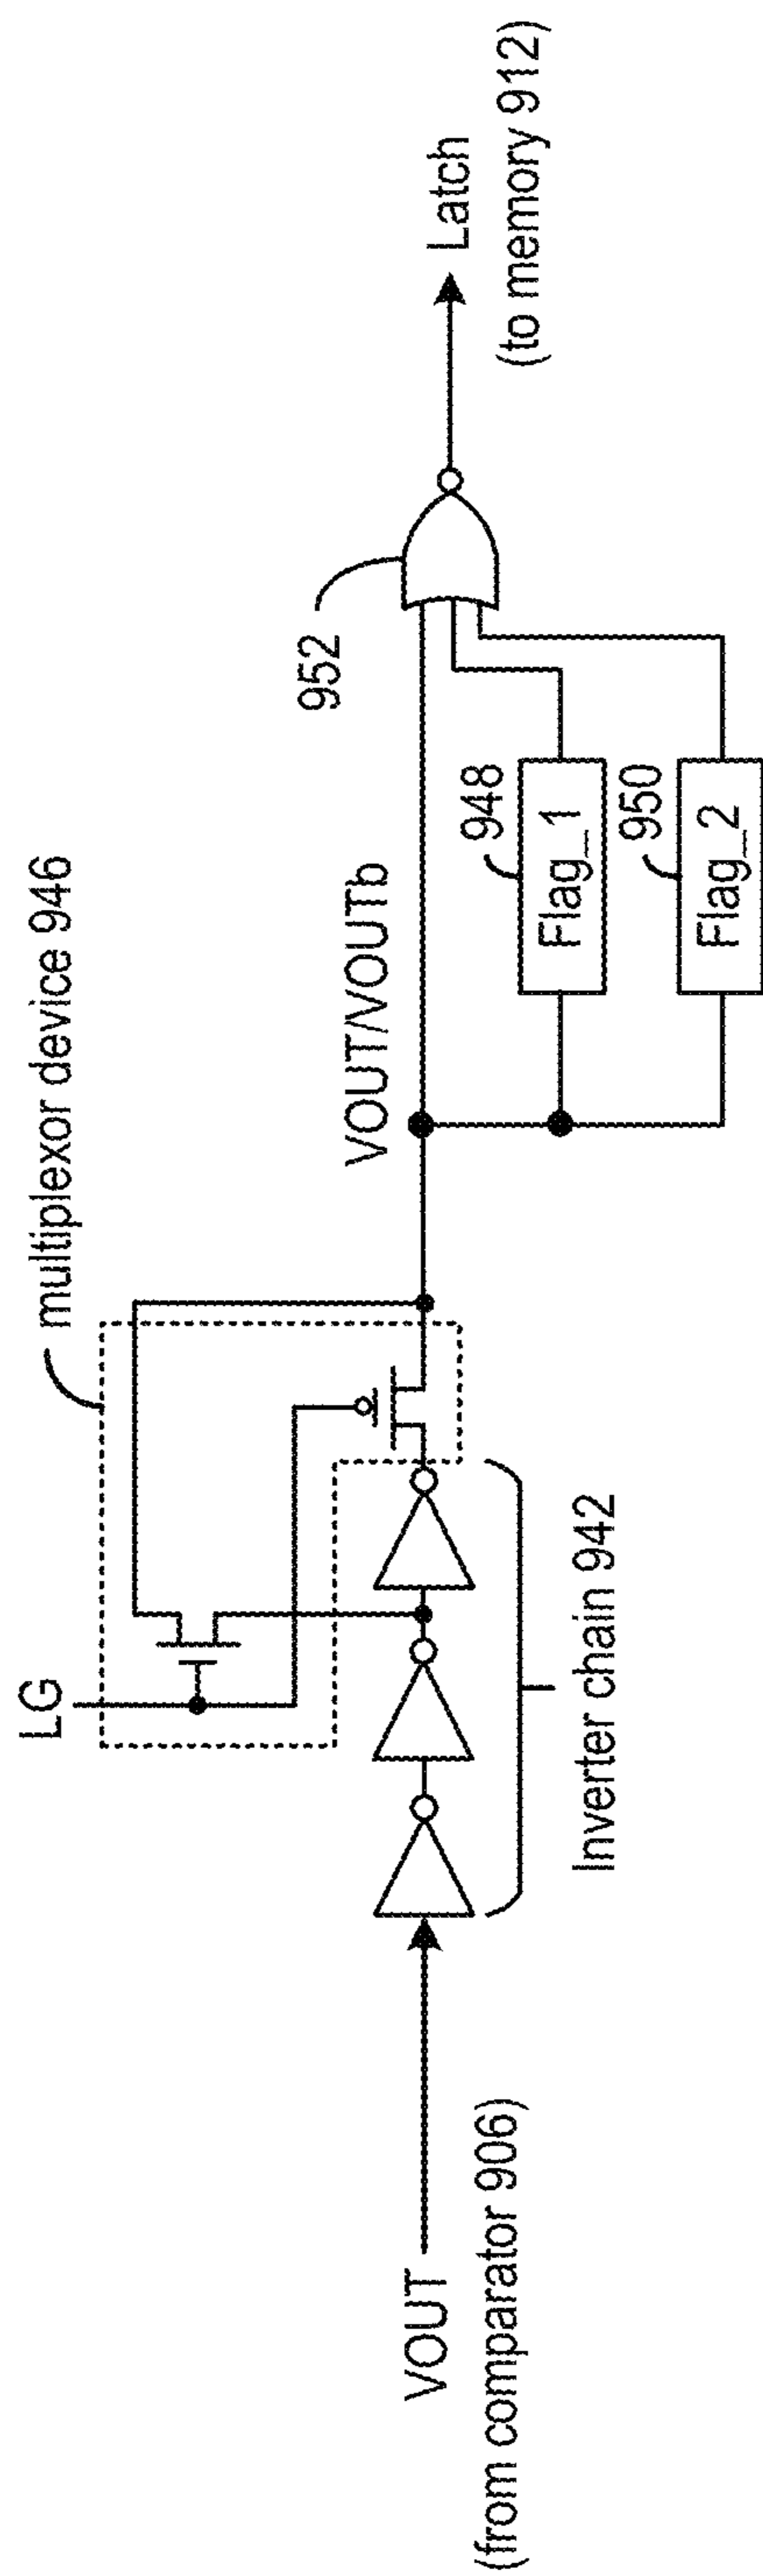 VOUT
(from comparator 906)
Inverter chain 942
LG
multiplexor device 946
VOUT/VOUTb
948
Flag_1
950
Flag_2
952
Latch
(to memory 912)